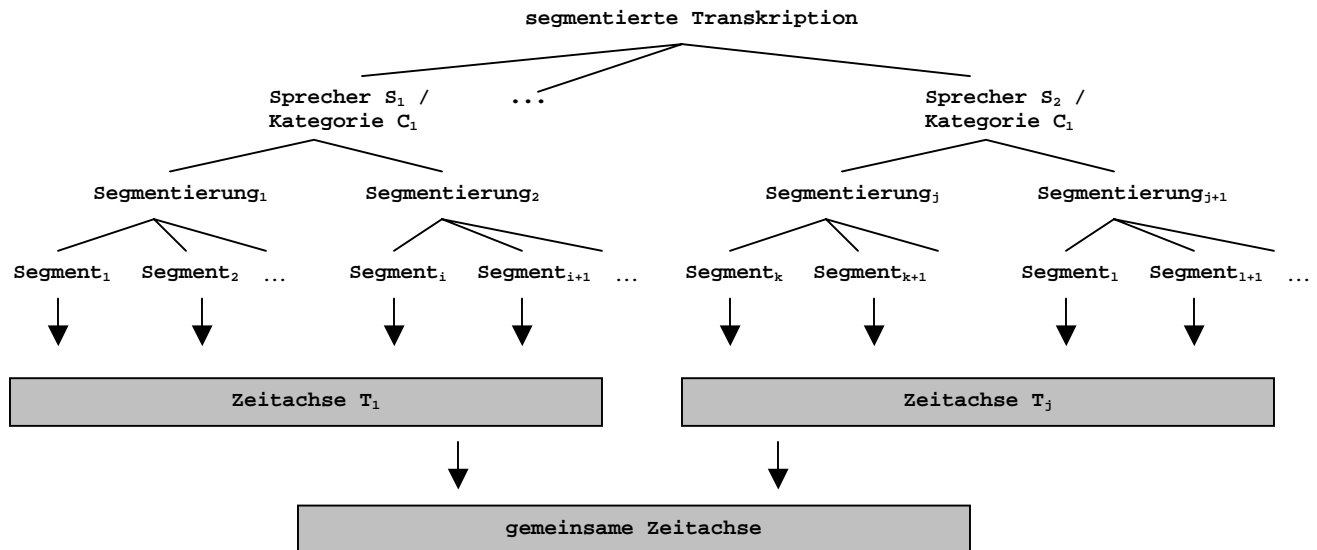 segmentierte Transkription
Sprecher S₁ / ... Sprecher S₂ /
Kategorie C₁ Kategorie C₁
Segmentierung₁ Segmentierung₂ Segmentierungⱼ Segmentierungⱼ₊₁
Segment₁ Segment₂ ... Segmentᵢ Segmentᵢ₊₁ ... Segmentₖ Segmentₖ₊₁ Segmentₗ Segmentₗ₊₁ ...
Zeitachse T₁ Zeitachse Tⱼ
gemeinsame Zeitachse